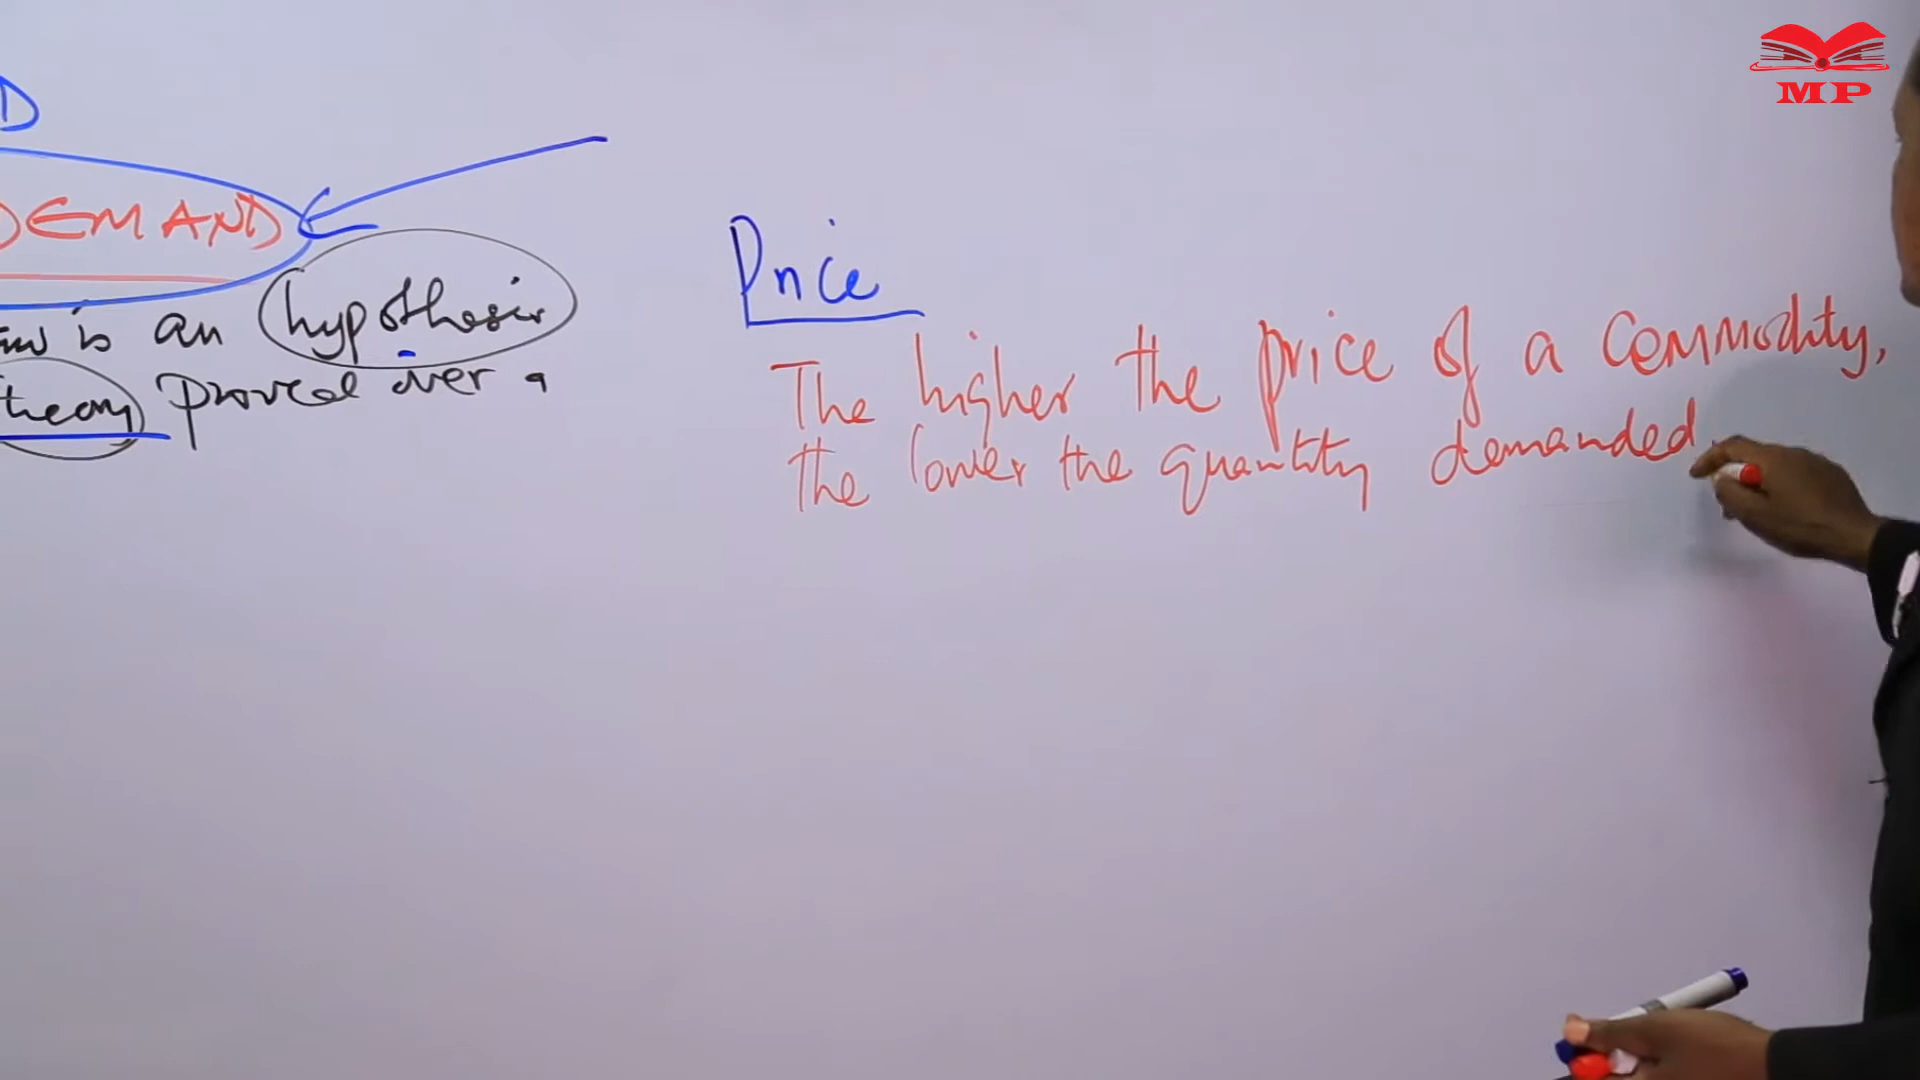 D
DEMAND
is an hypothesis
theory proved over a
Price
The higher the price of a commodity,
the lower the quantity demanded.
MP